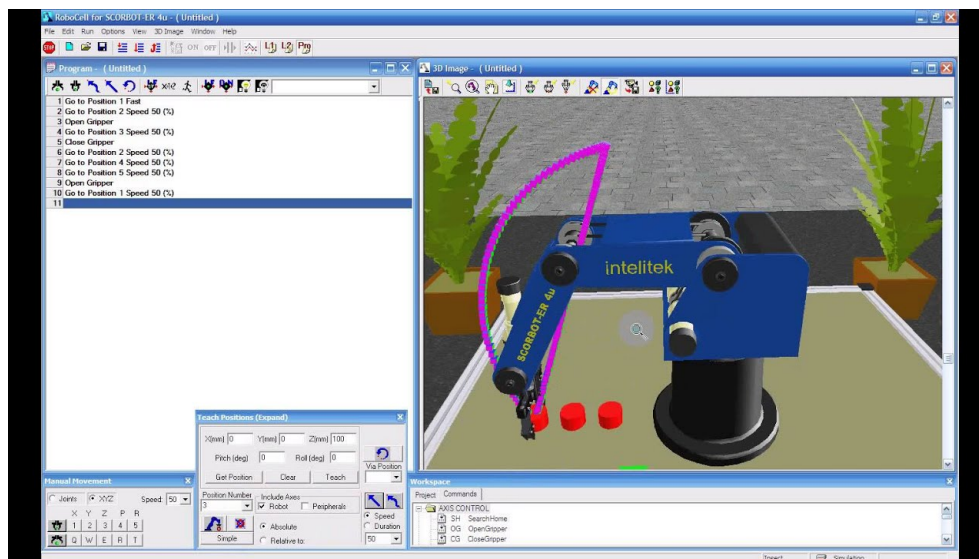 RoboCell for SCORBOT-ER 4u - ( Untitled )
File Edit Run Options View 3D Image Window Help
STOP ON OFF L1 L2 Prg
Program - ( Untitled )
1 Go to Position 1 Fast
2 Go to Position 2 Speed 50 (%)
3 Open Gripper
4 Go to Position 3 Speed 50 (%)
5 Close Gripper
6 Go to Position 2 Speed 50 (%)
7 Go to Position 4 Speed 50 (%)
8 Go to Position 5 Speed 50 (%)
9 Open Gripper
10 Go to Position 1 Speed 50 (%)
11
3D Image - ( Untitled )
intelitek
SCORBOT-ER 4u
Teach Positions (Expand)
X(mm) 0 Y(mm) 0 Z(mm) 100
Pitch (deg) 0 Roll (deg) 0
Via Position
Get Position Clear Teach
Position Number Include Axes
3 Robot Peripherals
Speed
Absolute Duration
Simple Relative to: 50
Manual Movement
Joints XYZ Speed: 50
X Y Z P R
1 2 3 4 5
Q W E R T
Workspace
Project Commands
AXIS CONTROL
SH SearchHome
OG OpenGripper
CG CloseGripper
Insert Simulation